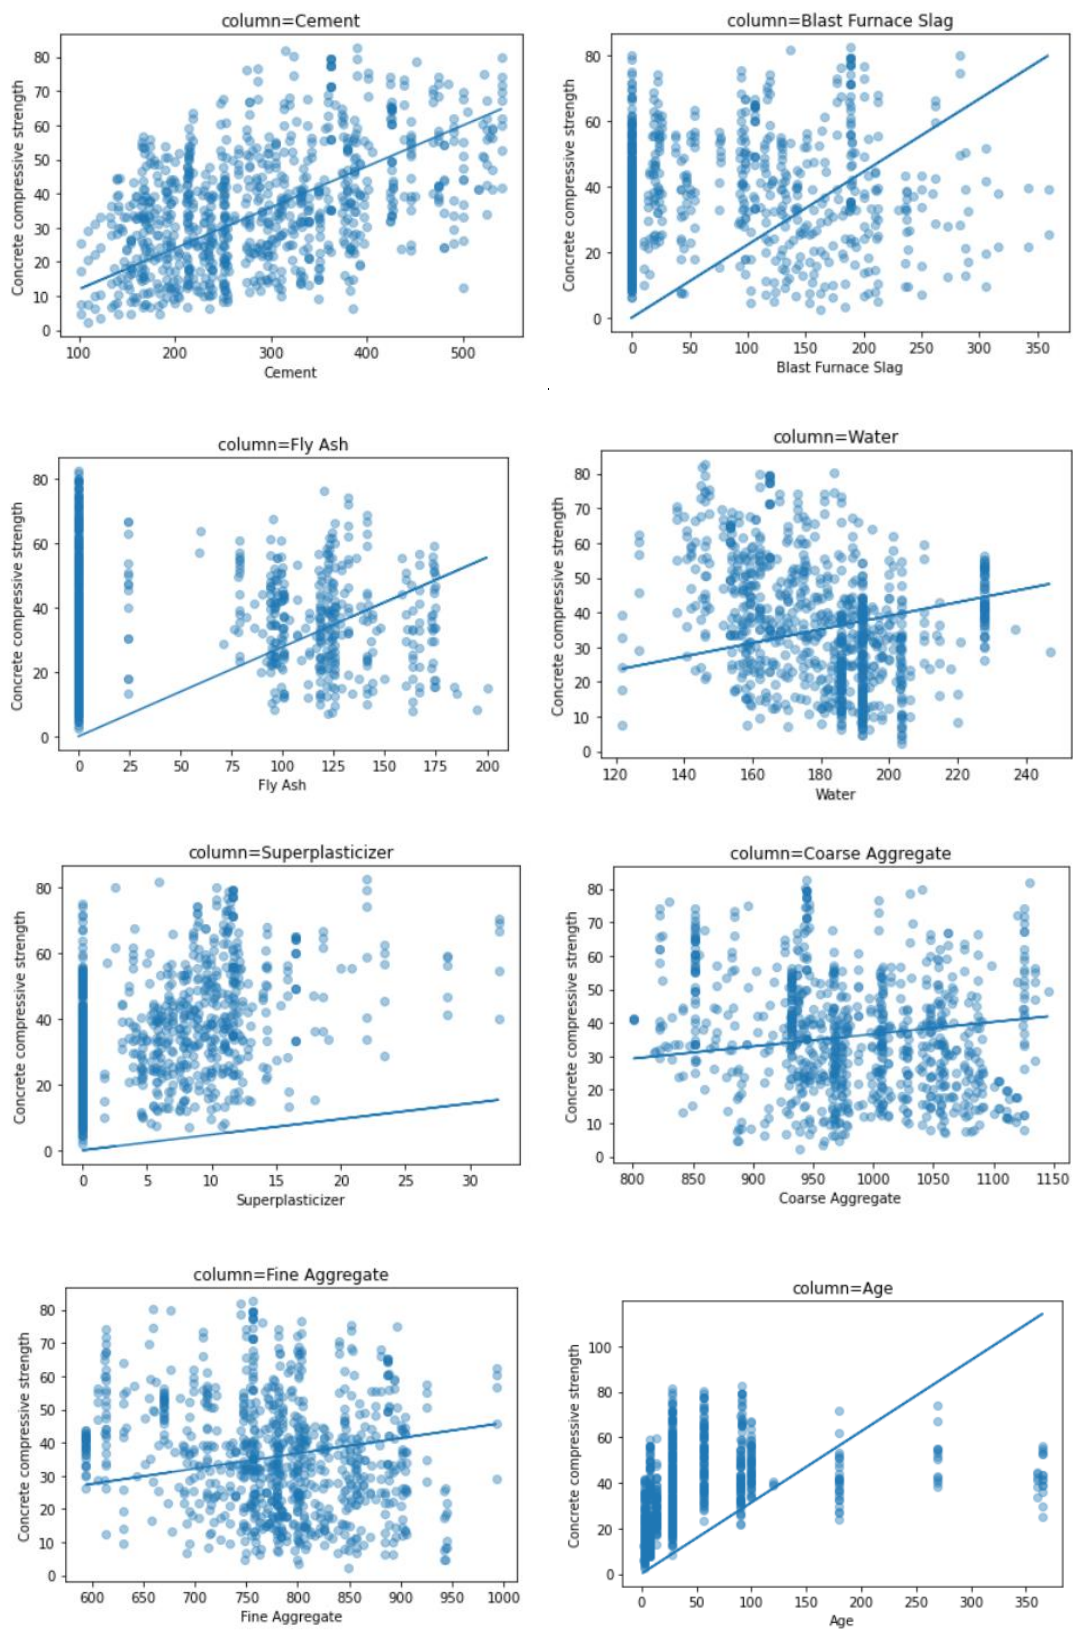 column=Cement
Concrete compressive strength
80
70
60
50
40
30
20
10
0
100 200 300 400 500
Cement
column=Blast Furnace Slag
Concrete compressive strength
80
60
40
20
0
0 50 100 150 200 250 300 350
Blast Furnace Slag
column=Fly Ash
Concrete compressive strength
80
60
40
20
0
0 25 50 75 100 125 150 175 200
Fly Ash
column=Water
Concrete compressive strength
80
70
60
50
40
30
20
10
0
120 140 160 180 200 220 240
Water
column=Superplasticizer
Concrete compressive strength
80
60
40
20
0
0 5 10 15 20 25 30
Superplasticizer
column=Coarse Aggregate
Concrete compressive strength
80
70
60
50
40
30
20
10
0
800 850 900 950 1000 1050 1100 1150
Coarse Aggregate
column=Fine Aggregate
Concrete compressive strength
80
70
60
50
40
30
20
10
0
600 650 700 750 800 850 900 950 1000
Fine Aggregate
column=Age
Concrete compressive strength
100
80
60
40
20
0
0 50 100 150 200 250 300 350
Age